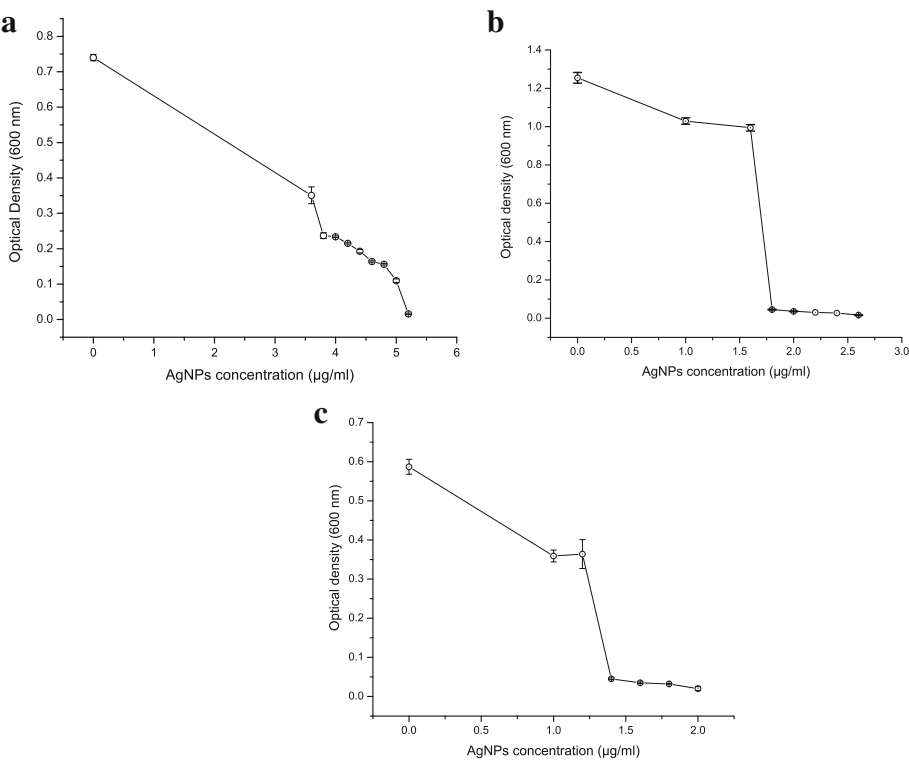 a
Optical Density (600 nm)
0.8
0.7
0.6
0.5
0.4
0.3
0.2
0.1
0.0
0 1 2 3 4 5 6
AgNPs concentration (µg/ml)
b
Optical density (600 nm)
1.4
1.2
1.0
0.8
0.6
0.4
0.2
0.0
0.0 0.5 1.0 1.5 2.0 2.5 3.0
AgNPs concentration (µg/ml)
c
Optical density (600 nm)
0.7
0.6
0.5
0.4
0.3
0.2
0.1
0.0
0.0 0.5 1.0 1.5 2.0
AgNPs concentration (µg/ml)